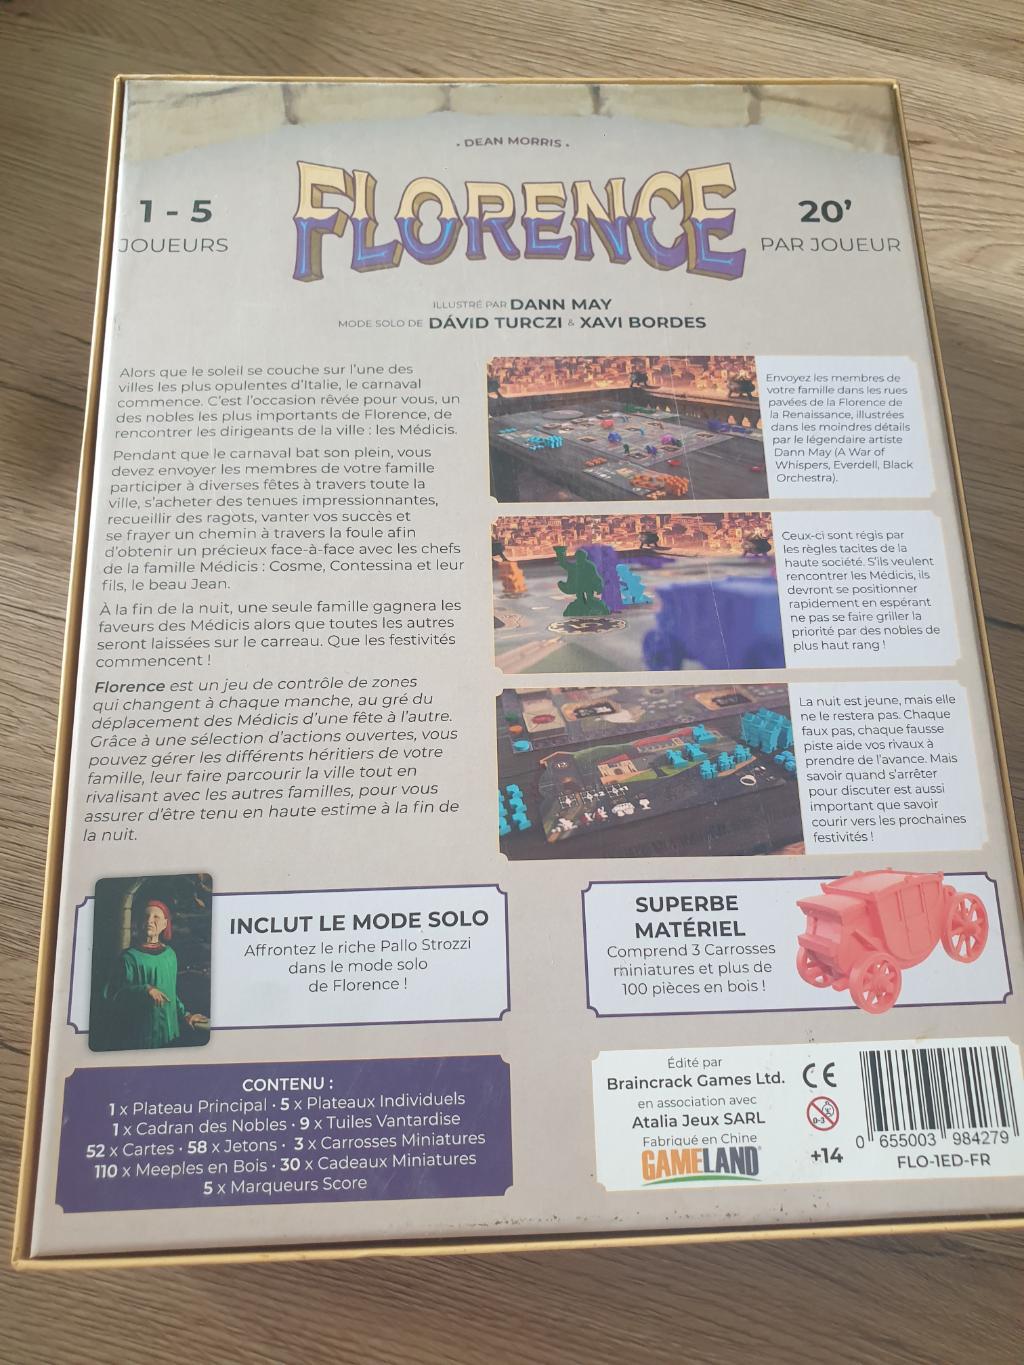 · DEAN MORRIS ·
FLORENCE
1 - 5
JOUEURS
20'
PAR JOUEUR
ILLUSTRÉ PAR DANN MAY
MODE SOLO DE DÁVID TURCZI & XAVI BORDES
Alors que le soleil se couche sur l'une des
villes les plus opulentes d'Italie, le carnaval
commence. C'est l'occasion rêvée pour vous, un
des nobles les plus importants de Florence, de
rencontrer les dirigeants de la ville : les Médicis.
Pendant que le carnaval bat son plein, vous
devez envoyer les membres de votre famille
participer à diverses fêtes à travers toute la
ville, s'acheter des tenues impressionnantes,
recueillir des ragots, vanter vos succès et
se frayer un chemin à travers la foule afin
d'obtenir un précieux face-à-face avec les chefs
de la famille Médicis : Cosme, Contessina et leur
fils, le beau Jean.
À la fin de la nuit, une seule famille gagnera les
faveurs des Médicis alors que toutes les autres
seront laissées sur le carreau. Que les festivités
commencent !
Florence est un jeu de contrôle de zones
qui changent à chaque manche, au gré du
déplacement des Médicis d'une fête à l'autre.
Grâce à une sélection d'actions ouvertes, vous
pouvez gérer les différents héritiers de votre
famille, leur faire parcourir la ville tout en
rivalisant avec les autres familles, pour vous
assurer d'être tenu en haute estime à la fin de
la nuit.
Envoyez les membres de
votre famille dans les rues
pavées de la Florence de
la Renaissance, illustrées
dans les moindres détails
par le légendaire artiste
Dann May (A War of
Whispers, Everdell, Black
Orchestra).
Ceux-ci sont régis par
les règles tacites de la
haute société. S'ils veulent
rencontrer les Médicis, ils
devront se positionner
rapidement en espérant
ne pas se faire griller la
priorité par des nobles de
plus haut rang !
La nuit est jeune, mais elle
ne le restera pas. Chaque
faux pas, chaque fausse
piste aide vos rivaux à
prendre de l'avance. Mais
savoir quand s'arrêter
pour discuter est aussi
important que savoir
courir vers les prochaines
festivités !
INCLUT LE MODE SOLO
Affrontez le riche Pallo Strozzi
dans le mode solo
de Florence !
SUPERBE
MATÉRIEL
Comprend 3 Carrosses
miniatures et plus de
100 pièces en bois !
CONTENU :
1 x Plateau Principal · 5 x Plateaux Individuels
1 x Cadran des Nobles · 9 x Tuiles Vantardise
52 x Cartes · 58 x Jetons · 3 x Carrosses Miniatures
110 x Meeples en Bois · 30 x Cadeaux Miniatures
5 x Marqueurs Score
Édité par
Braincrack Games Ltd.
en association avec
Atalia Jeux SARL
Fabriqué en Chine
GAMELAND
CE
0-3
+14
0 655003 984279
FLO-1ED-FR